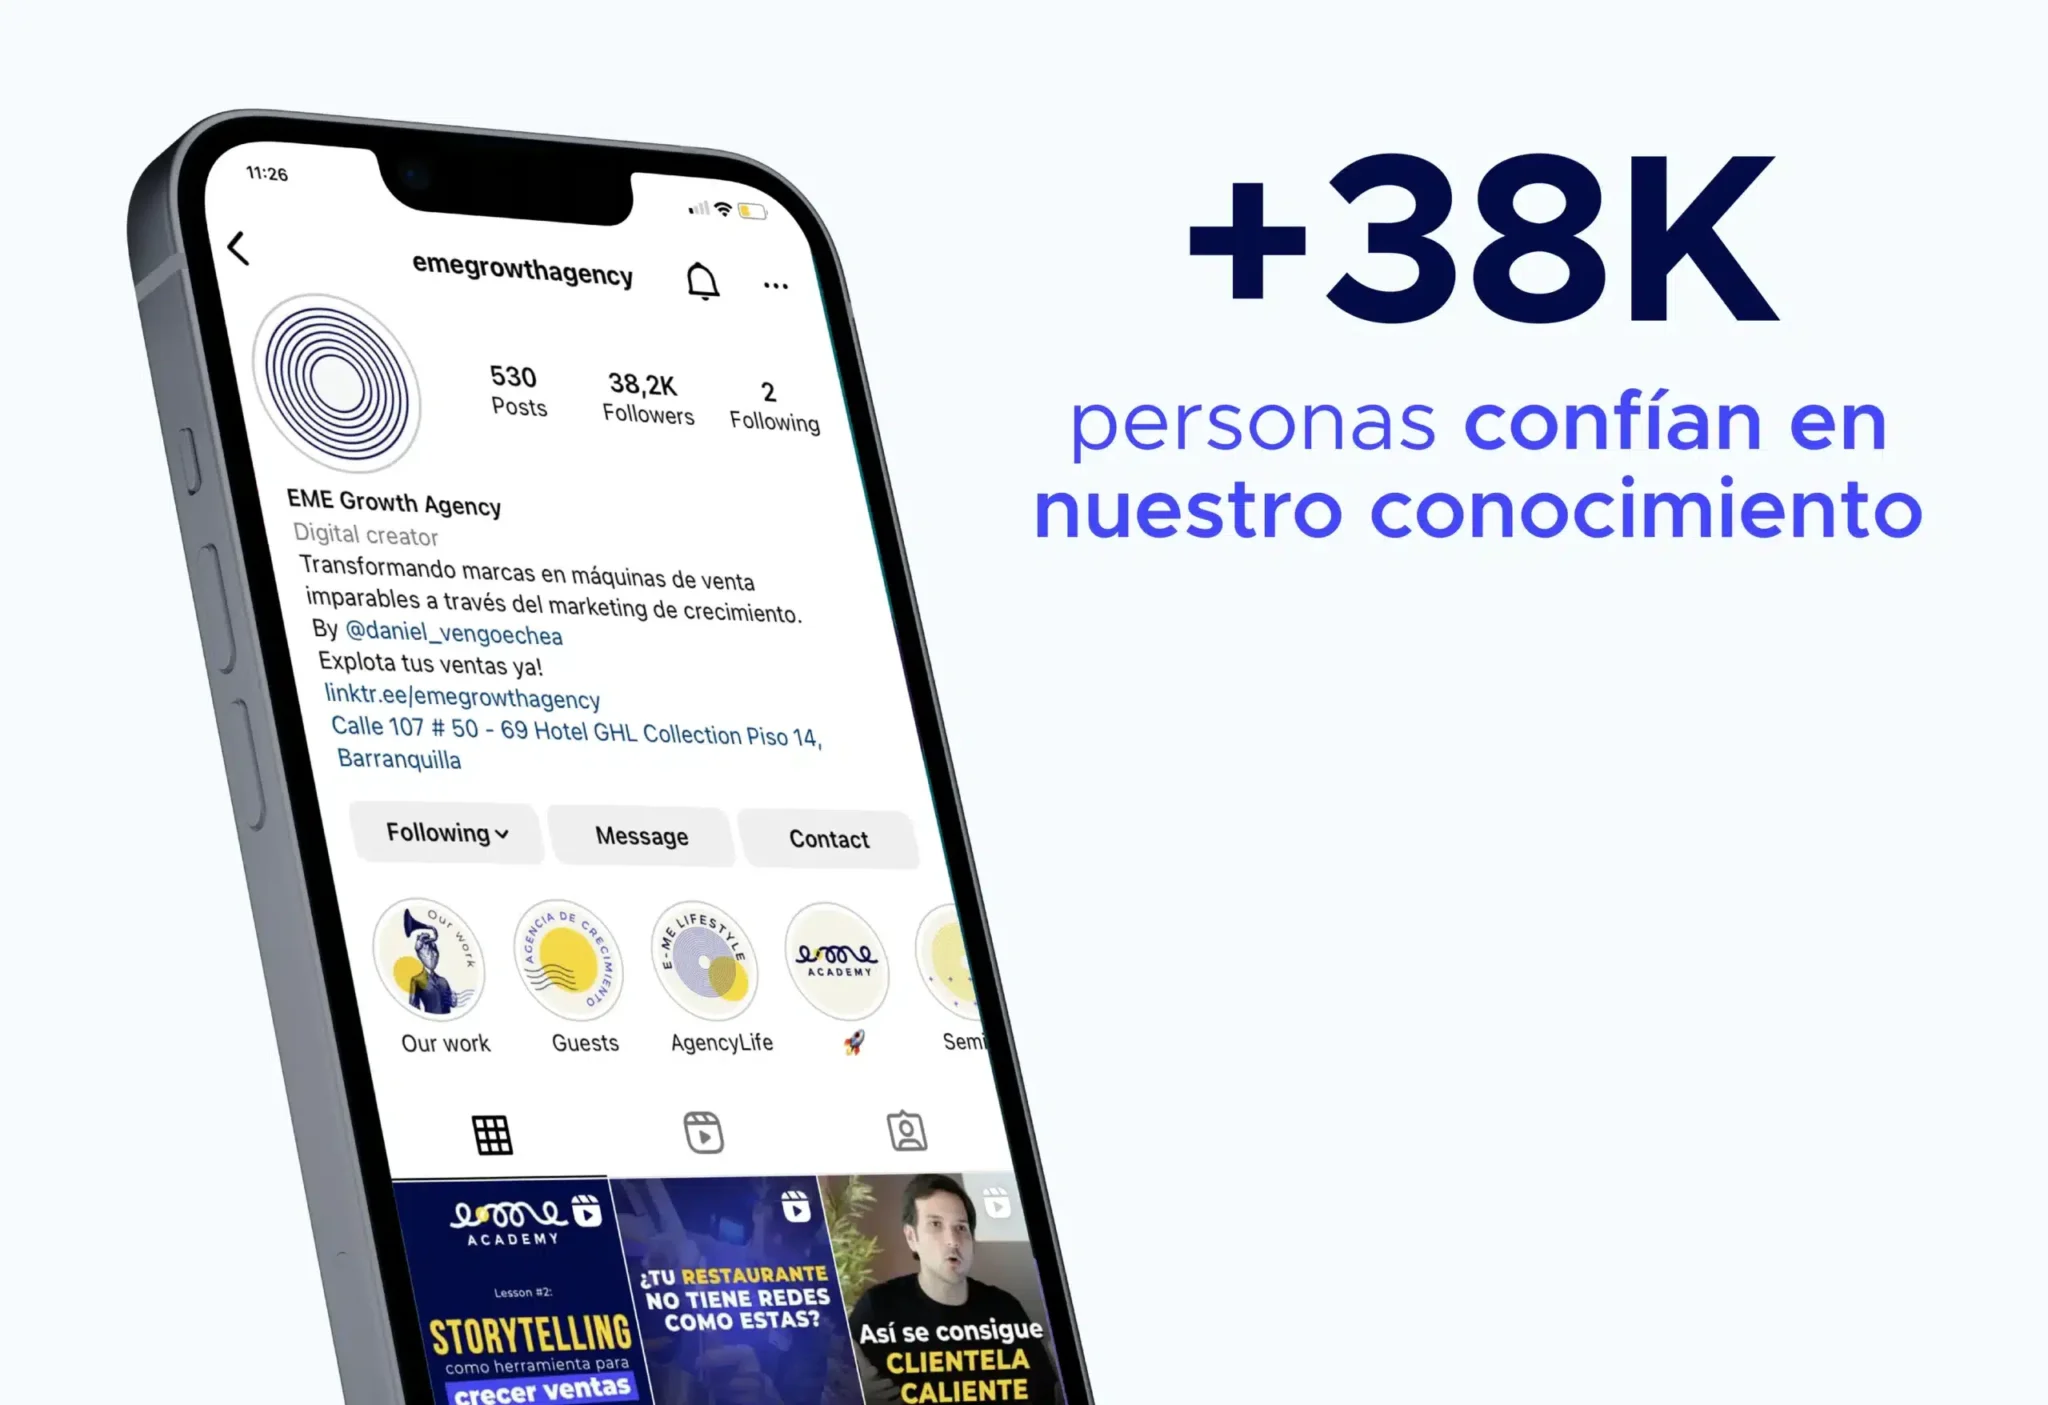 11:26
emegrowthagency
530
Posts
38,2K
Followers
2
Following
EME Growth Agency
Digital creator
Transformando marcas en máquinas de venta
imparables a través del marketing de crecimiento.
By @daniel_vengoechea
Explota tus ventas ya!
linktr.ee/emegrowthagency
Calle 107 # 50 - 69 Hotel GHL Collection Piso 14,
Barranquilla
Following
Message
Contact
Our work
AGENCIA DE CRECIMIENTO
E-ME LIFESTYLE
eme
ACADEMY
Our work
Guests
AgencyLife
🚀
Semi
eme
ACADEMY
Lesson #2:
STORYTELLING
como herramienta para
crecer ventas
¿TU RESTAURANTE
NO TIENE REDES
COMO ESTAS?
Así se consigue
CLIENTELA
CALIENTE
+38K
personas confían en
nuestro conocimiento